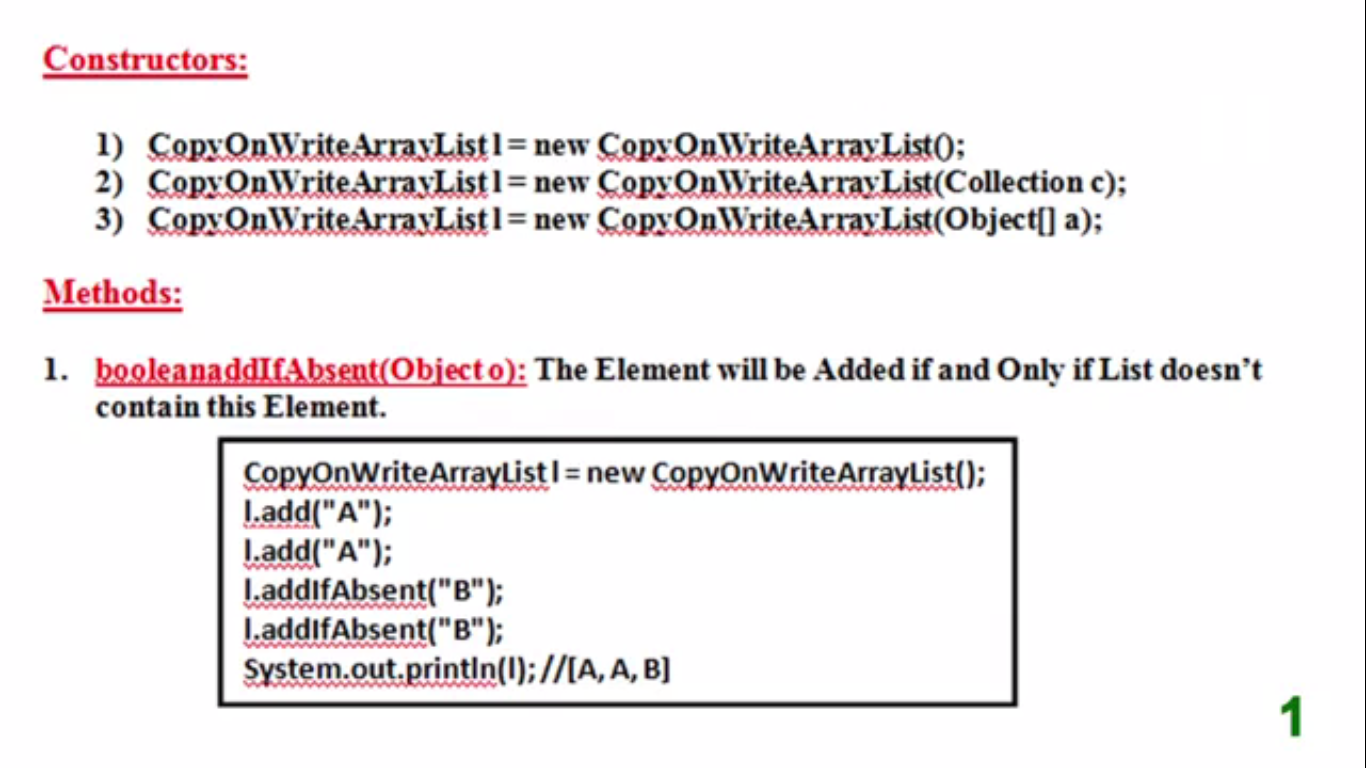 Constructors:
1) CopyOnWriteArrayList l = new CopyOnWriteArrayList();
2) CopyOnWriteArrayList l = new CopyOnWriteArrayList(Collection c);
3) CopyOnWriteArrayList l = new CopyOnWriteArrayList(Object[] a);
Methods:
1. booleanaddIfAbsent(Object o): The Element will be Added if and Only if List doesn’t
contain this Element.
CopyOnWriteArrayList l = new CopyOnWriteArrayList();
l.add("A");
l.add("A");
l.addIfAbsent("B");
l.addIfAbsent("B");
System.out.println(l); //[A, A, B]
1